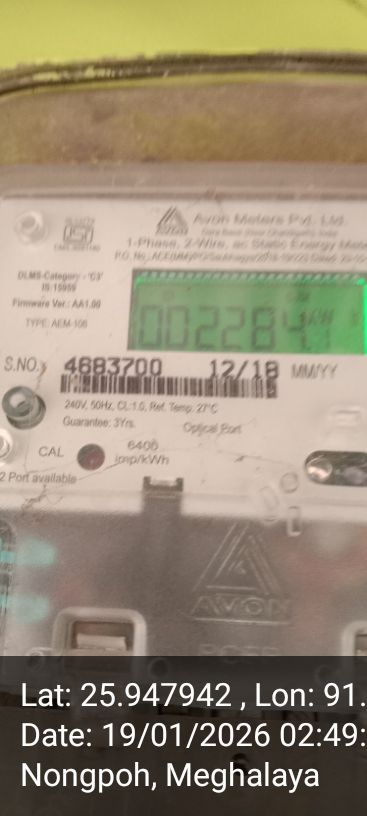 Avon Meters Pvt. Ltd.
AVON
1-Phase, 2-Wire, ac Static Energy Mete
DLMS-Category - 'C3'
IS:15959
Firmware Ver.: AA1.00
TYPE: AEM-106
002284
kW
S.NO. 4683700 12/18 MM/YY
240V, 50Hz, CL:1.0, Ref. Temp: 27°C
Guarantee: 3Yrs.
Optical Port
CAL
6400
imp/kWh
2 Port available
AVON
Lat: 25.947942 , Lon: 91.
Date: 19/01/2026 02:49:
Nongpoh, Meghalaya